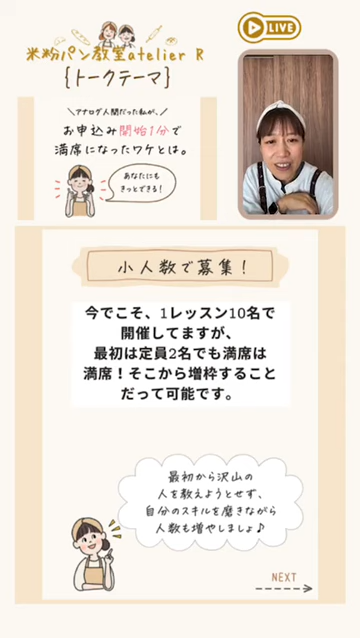 LIVE
米粉パン教室atelier R
{トークテーマ}
＼アナログ人間だった私が、／
お申込み開始1分で
満席になったワケとは。
あなたにも
きっとできる！
小人数で募集！
今でこそ、1レッスン10名で
開催してますが、
最初は定員2名でも満席は
満席！そこから増枠すること
だって可能です。
最初から沢山の
人を教えようとせず、
自分のスキルを磨きながら
人数も増やしましょ♪
NEXT